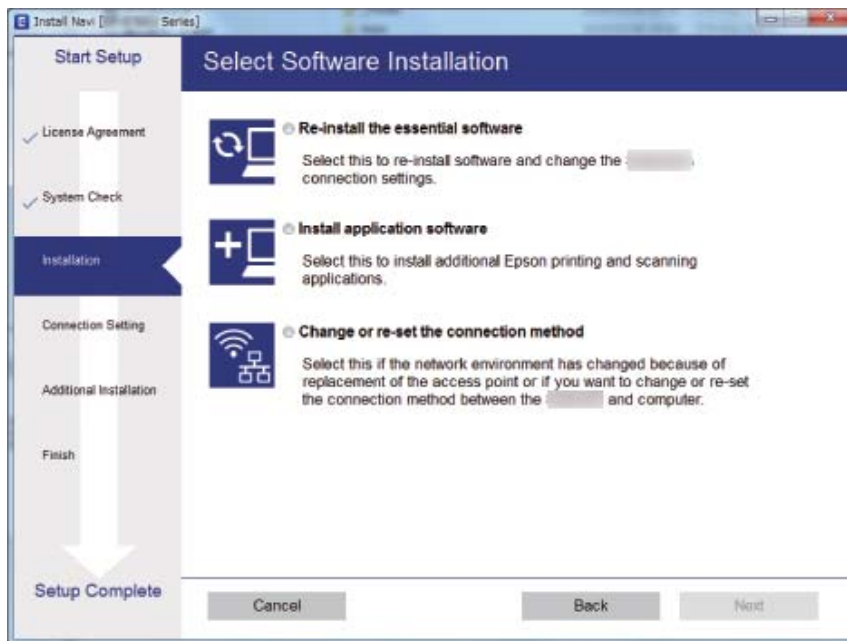 Install Navi [ Series]
Start Setup
License Agreement
System Check
Installation
Connection Setting
Additional Installation
Finish
Setup Complete
Select Software Installation
Re-install the essential software
Select this to re-install software and change the
connection settings.
Install application software
Select this to install additional Epson printing and scanning
applications.
Change or re-set the connection method
Select this if the network environment has changed because of
replacement of the access point or if you want to change or re-set
the connection method between the and computer.
Cancel
Back
Next